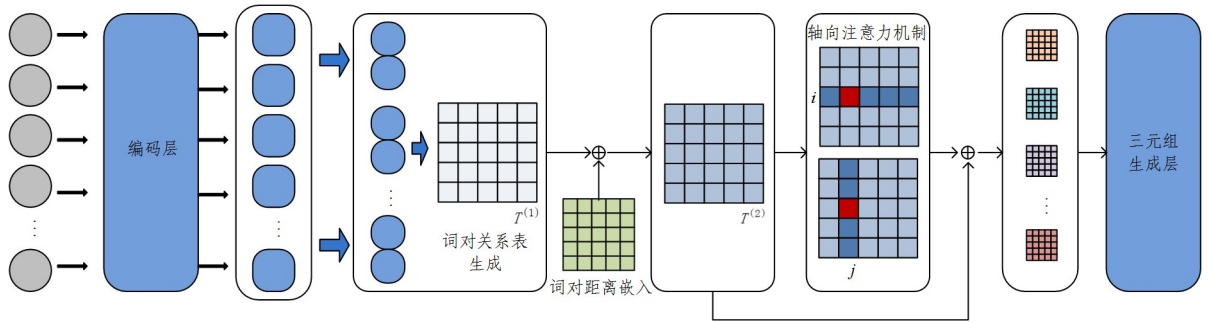 编码层
⋮
⋮
⋮
T⁽¹⁾
词对关系表
生成
词对距离嵌入
T⁽²⁾
轴向注意力机制
i
j
⋮
三元组
生成层